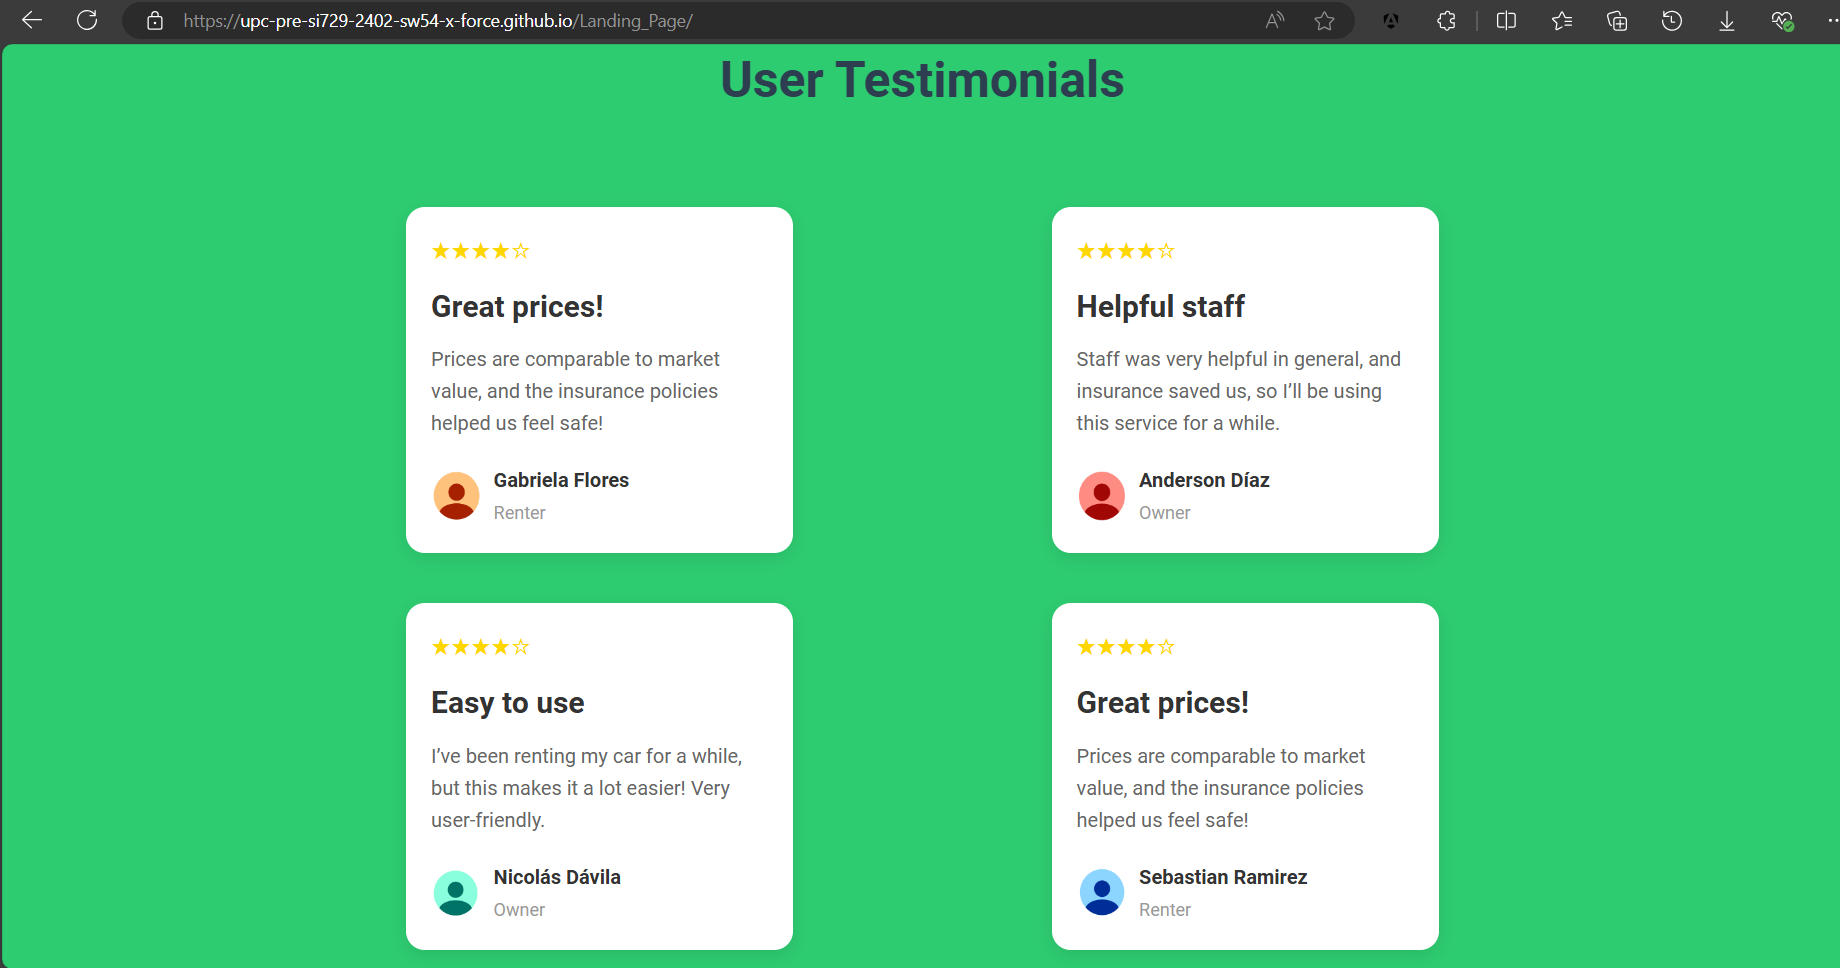 https://upc-pre-si729-2402-sw54-x-force.github.io/Landing_Page/
User Testimonials
★★★★☆
Great prices!
Prices are comparable to market
value, and the insurance policies
helped us feel safe!
Gabriela Flores
Renter
★★★★☆
Helpful staff
Staff was very helpful in general, and
insurance saved us, so I’ll be using
this service for a while.
Anderson Díaz
Owner
★★★★☆
Easy to use
I’ve been renting my car for a while,
but this makes it a lot easier! Very
user-friendly.
Nicolás Dávila
Owner
★★★★☆
Great prices!
Prices are comparable to market
value, and the insurance policies
helped us feel safe!
Sebastian Ramirez
Renter